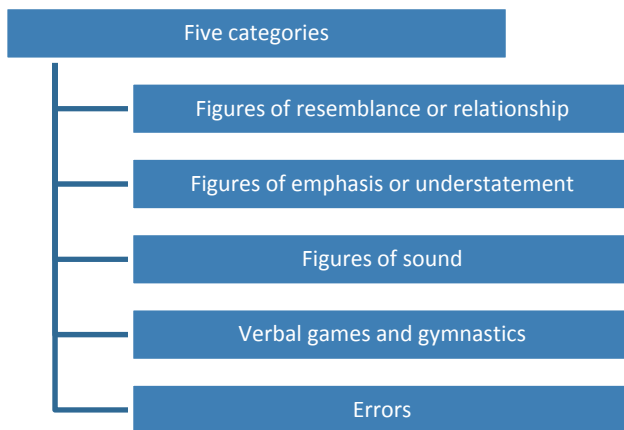 Five categories
Figures of resemblance or relationship
Figures of emphasis or understatement
Figures of sound
Verbal games and gymnastics
Errors